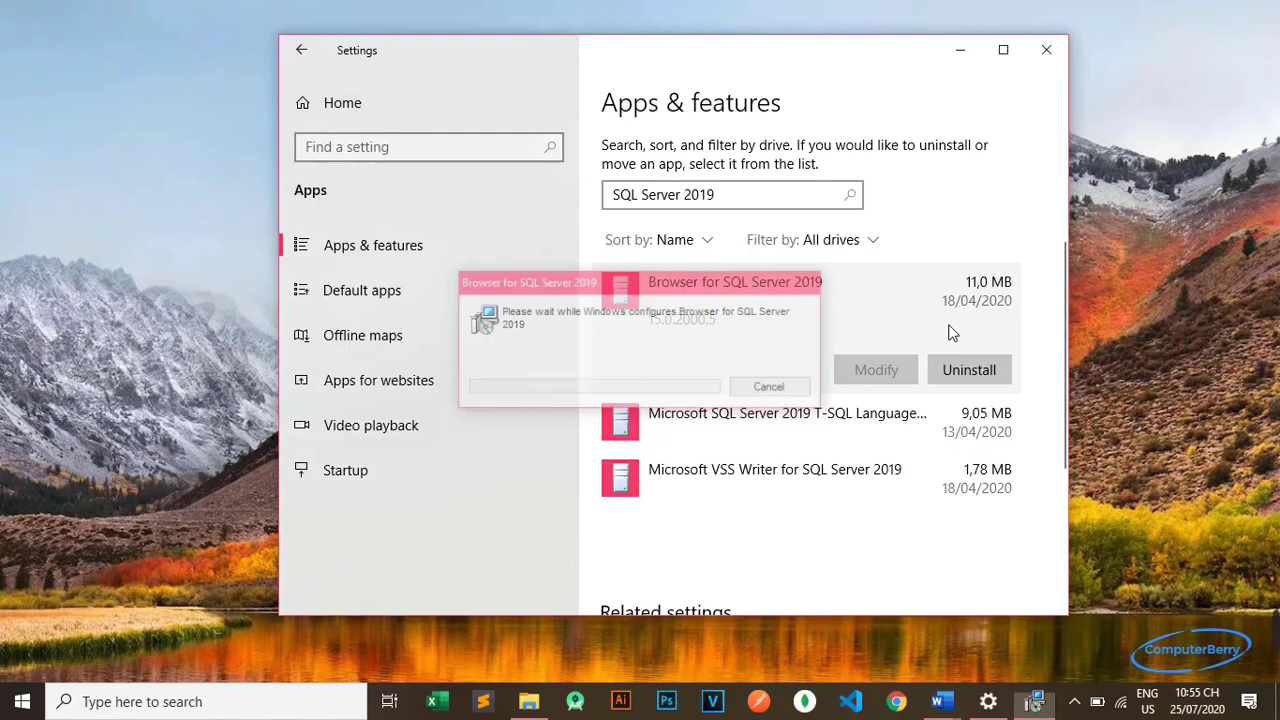 Settings
Home
Find a setting
Apps
Apps & features
Default apps
Offline maps
Apps for websites
Video playback
Startup
Apps & features
Search, sort, and filter by drive. If you would like to uninstall or
move an app, select it from the list.
SQL Server 2019
Sort by: Name
Filter by: All drives
Browser for SQL Server 2019
11,0 MB
18/04/2020
15.0.2000.5
Modify
Uninstall
Browser for SQL Server 2019
Please wait while Windows configures Browser for SQL Server
2019
Cancel
Microsoft SQL Server 2019 T-SQL Language...
9,05 MB
13/04/2020
Microsoft VSS Writer for SQL Server 2019
1,78 MB
18/04/2020
Related settings
ComputerBerry
Type here to search
Ai
Ps
V
ENG
US
10:55 CH
25/07/2020